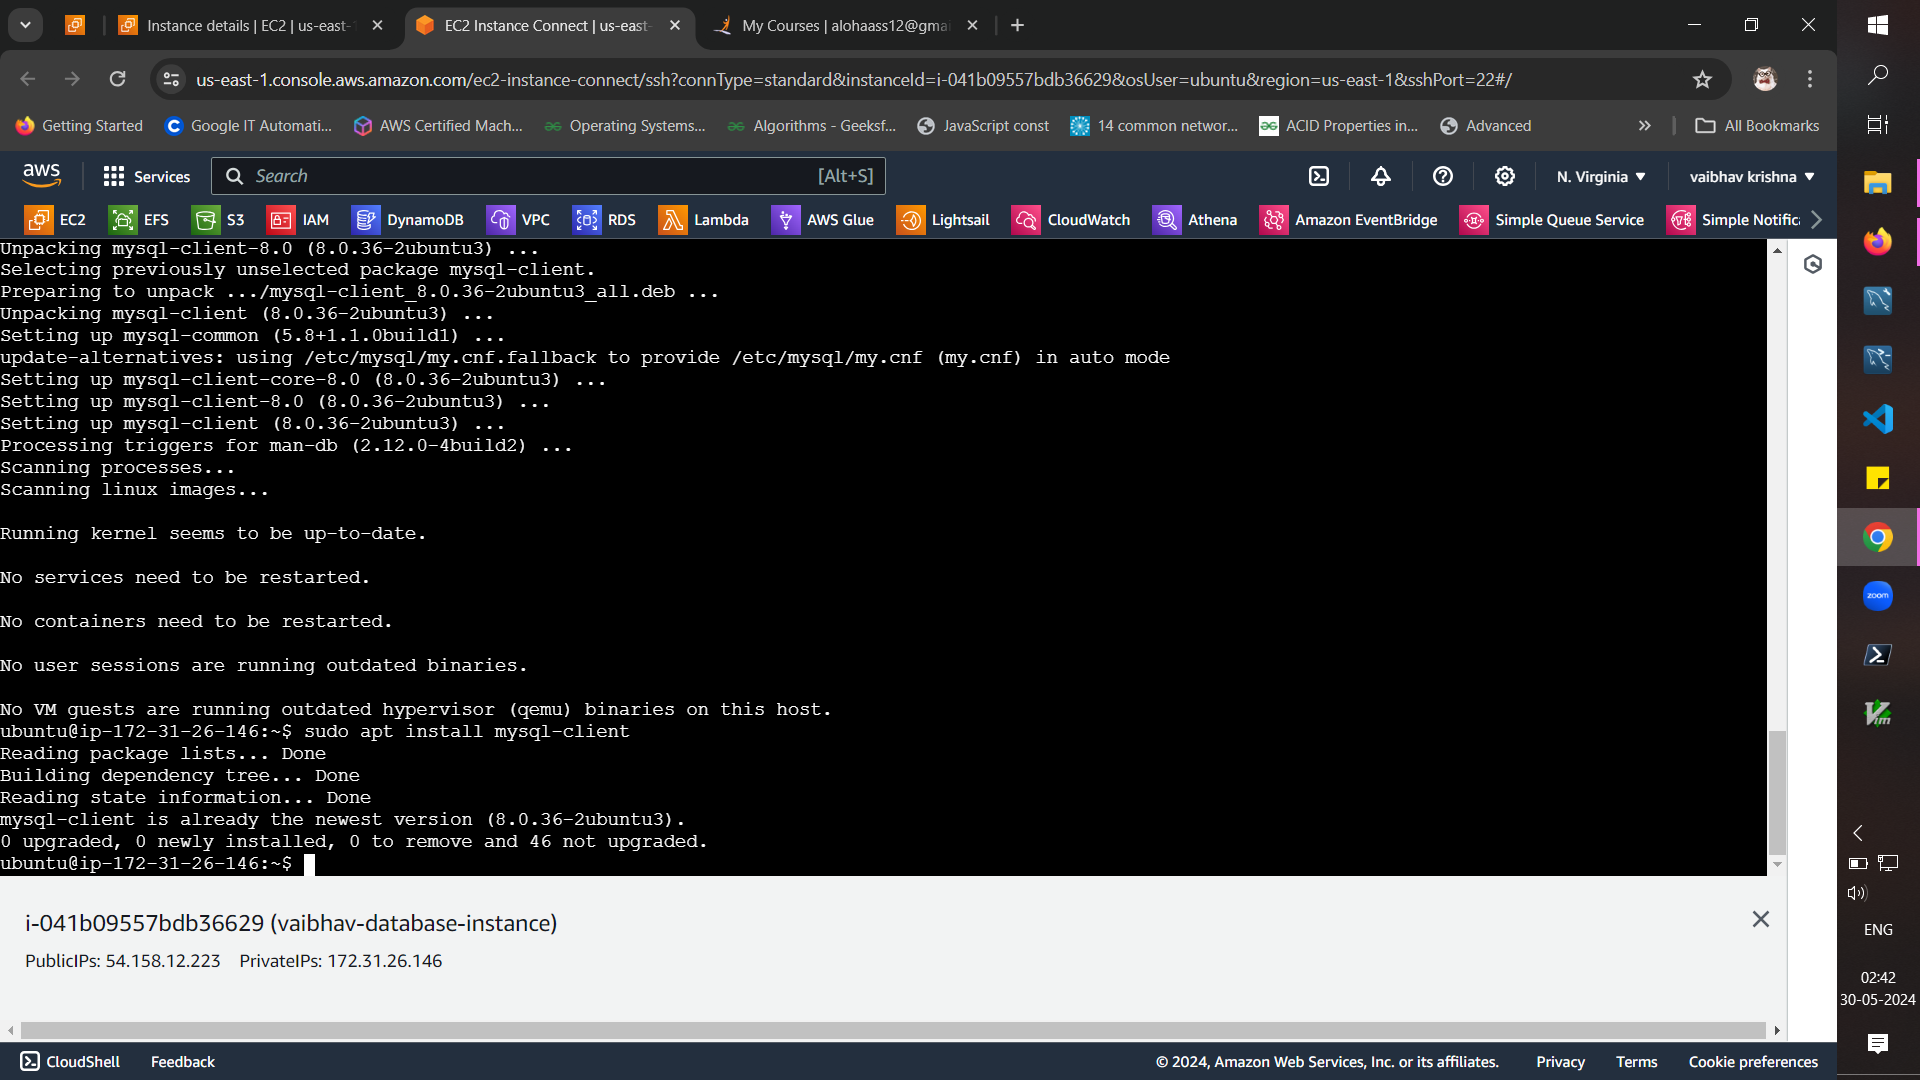 Instance details | EC2 | us-east-1
EC2 Instance Connect | us-east-
My Courses | alohaass12@gma
us-east-1.console.aws.amazon.com/ec2-instance-connect/ssh?connType=standard&instanceId=i-041b09557bdb36629&osUser=ubuntu&region=us-east-1&sshPort=22#/
Getting Started
Google IT Automati...
AWS Certified Mach...
Operating Systems...
Algorithms - Geeksf...
JavaScript const
14 common networ...
ACID Properties in...
Advanced
All Bookmarks
aws
Services
Search
[Alt+S]
N. Virginia
vaibhav krishna
EC2
EFS
S3
IAM
DynamoDB
VPC
RDS
Lambda
AWS Glue
Lightsail
CloudWatch
Athena
Amazon EventBridge
Simple Queue Service
Simple Notific
Unpacking mysql-client-8.0 (8.0.36-2ubuntu3) ...
Selecting previously unselected package mysql-client.
Preparing to unpack .../mysql-client_8.0.36-2ubuntu3_all.deb ...
Unpacking mysql-client (8.0.36-2ubuntu3) ...
Setting up mysql-common (5.8+1.1.0build1) ...
update-alternatives: using /etc/mysql/my.cnf.fallback to provide /etc/mysql/my.cnf (my.cnf) in auto mode
Setting up mysql-client-core-8.0 (8.0.36-2ubuntu3) ...
Setting up mysql-client-8.0 (8.0.36-2ubuntu3) ...
Setting up mysql-client (8.0.36-2ubuntu3) ...
Processing triggers for man-db (2.12.0-4build2) ...
Scanning processes...
Scanning linux images...
Running kernel seems to be up-to-date.
No services need to be restarted.
No containers need to be restarted.
No user sessions are running outdated binaries.
No VM guests are running outdated hypervisor (qemu) binaries on this host.
ubuntu@ip-172-31-26-146:~$ sudo apt install mysql-client
Reading package lists... Done
Building dependency tree... Done
Reading state information... Done
mysql-client is already the newest version (8.0.36-2ubuntu3).
0 upgraded, 0 newly installed, 0 to remove and 46 not upgraded.
ubuntu@ip-172-31-26-146:~$
i-041b09557bdb36629 (vaibhav-database-instance)
PublicIPs: 54.158.12.223 PrivateIPs: 172.31.26.146
CloudShell
Feedback
© 2024, Amazon Web Services, Inc. or its affiliates.
Privacy
Terms
Cookie preferences
zoom
Vim
ENG
02:42
30-05-2024